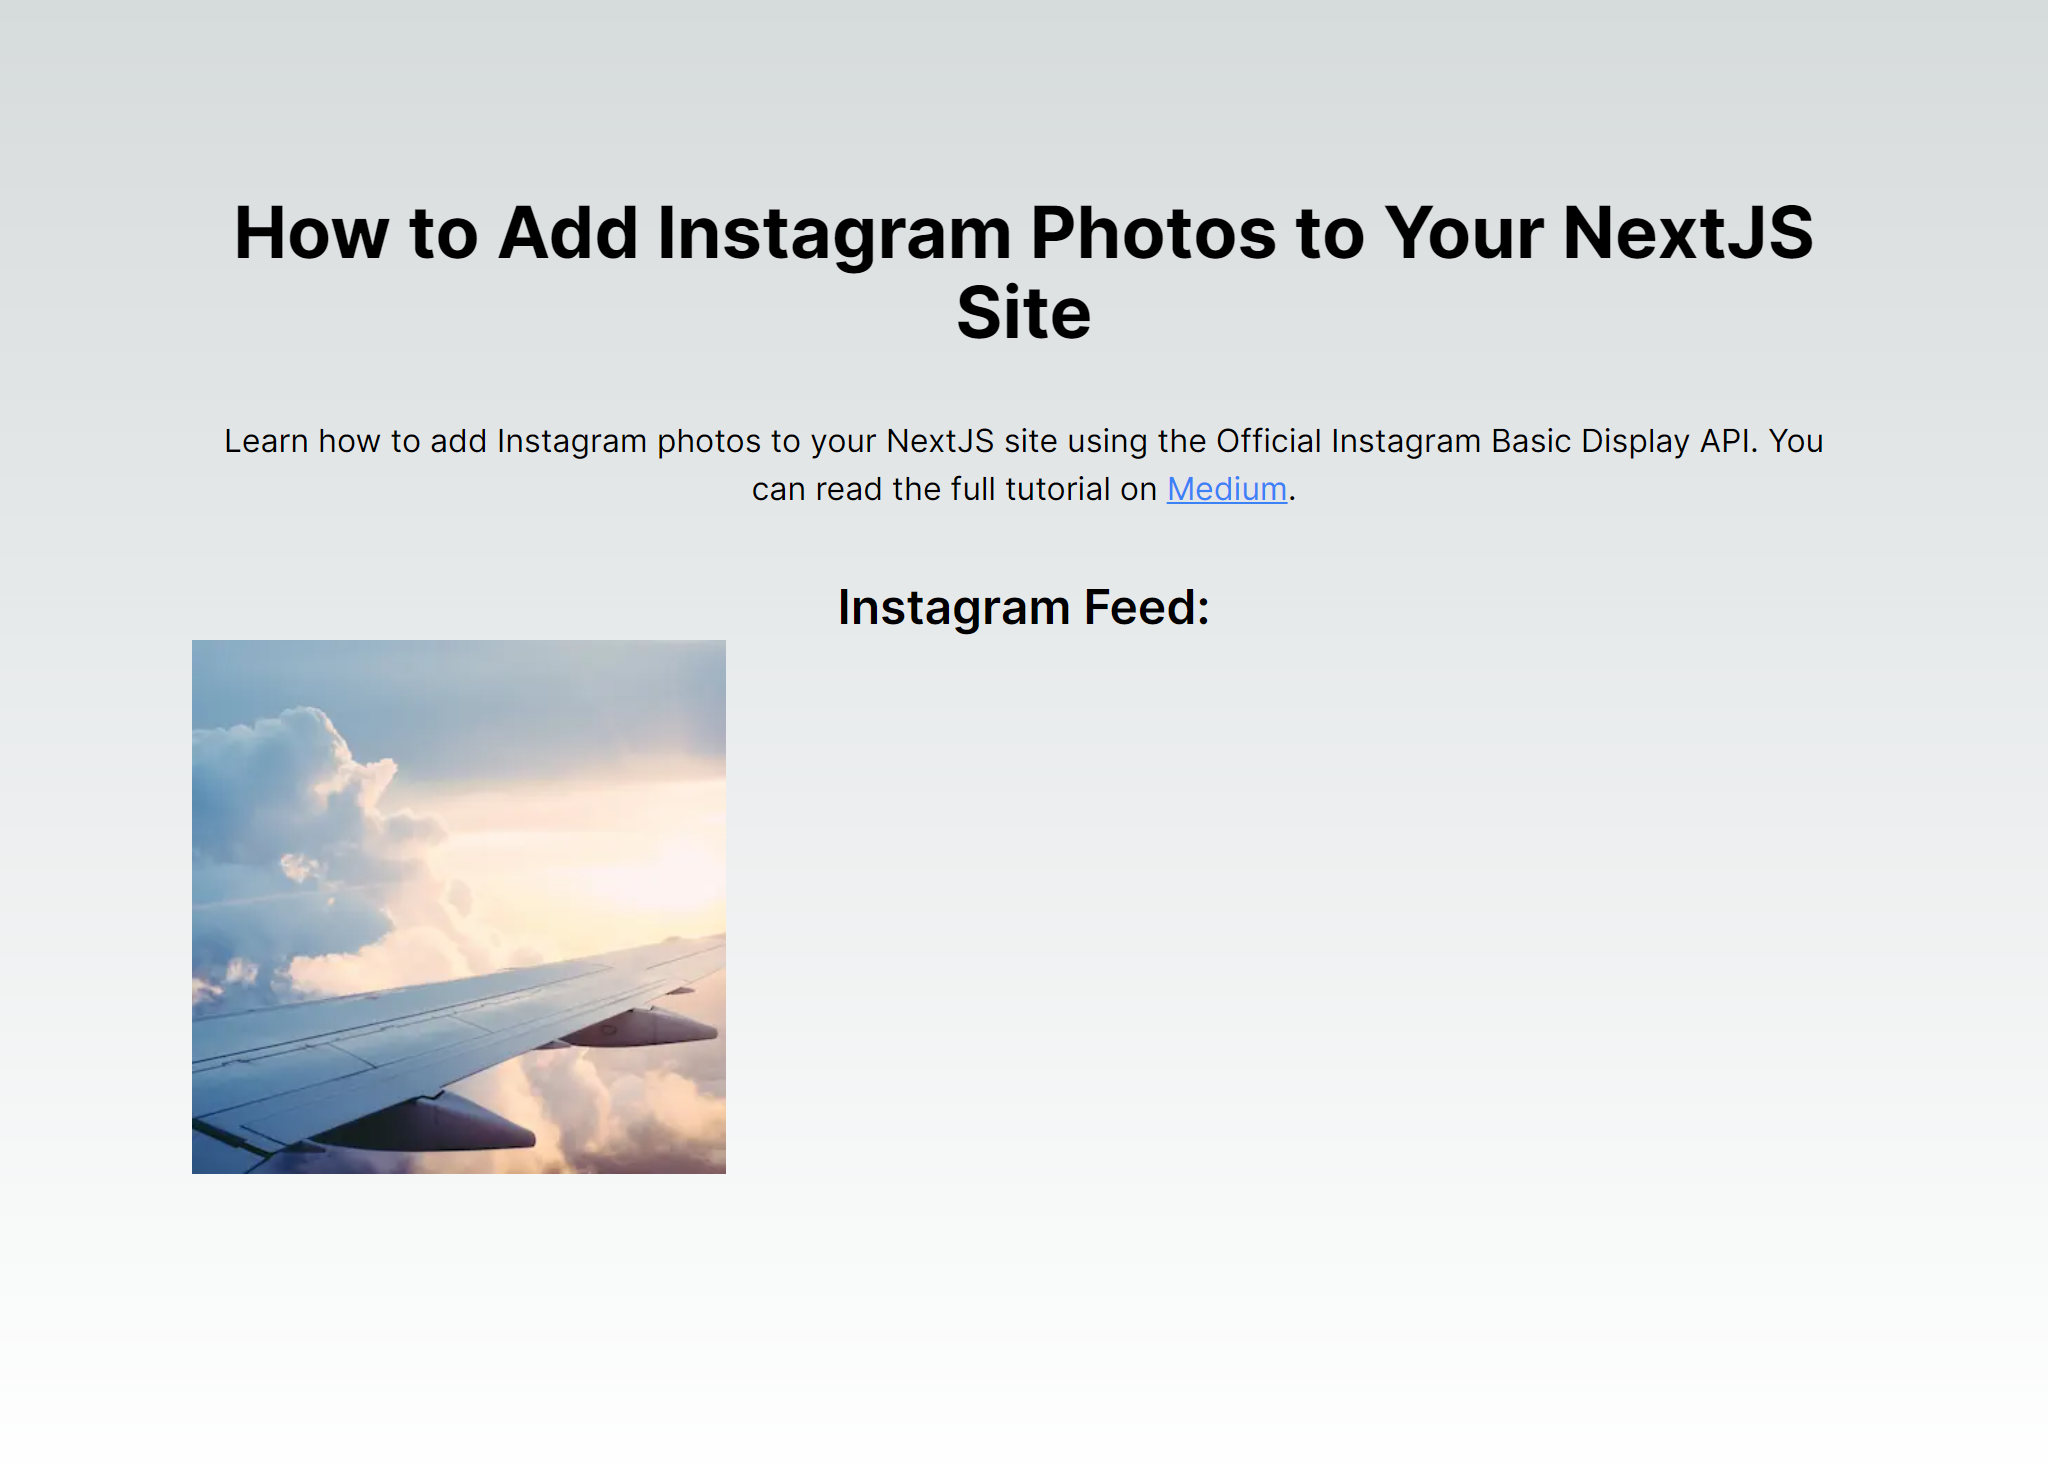 How to Add Instagram Photos to Your NextJS
Site
Learn how to add Instagram photos to your NextJS site using the Official Instagram Basic Display API. You
can read the full tutorial on Medium.
Instagram Feed: